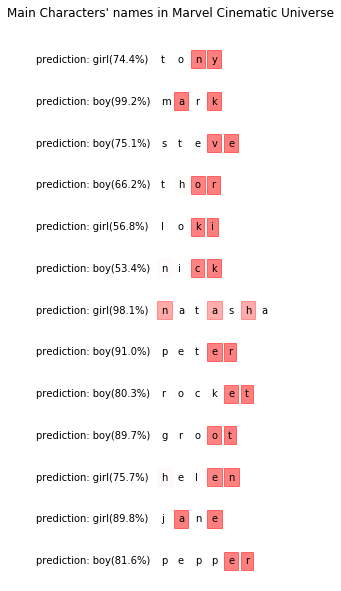 Main Characters' names in Marvel Cinematic Universe
prediction: girl(74.4%) t o n y
prediction: boy(99.2%) m a r k
prediction: boy(75.1%) s t e v e
prediction: boy(66.2%) t h o r
prediction: girl(56.8%) l o k i
prediction: boy(53.4%) n i c k
prediction: girl(98.1%) n a t a s h a
prediction: boy(91.0%) p e t e r
prediction: boy(80.3%) r o c k e t
prediction: boy(89.7%) g r o o t
prediction: girl(75.7%) h e l e n
prediction: girl(89.8%) j a n e
prediction: boy(81.6%) p e p p e r